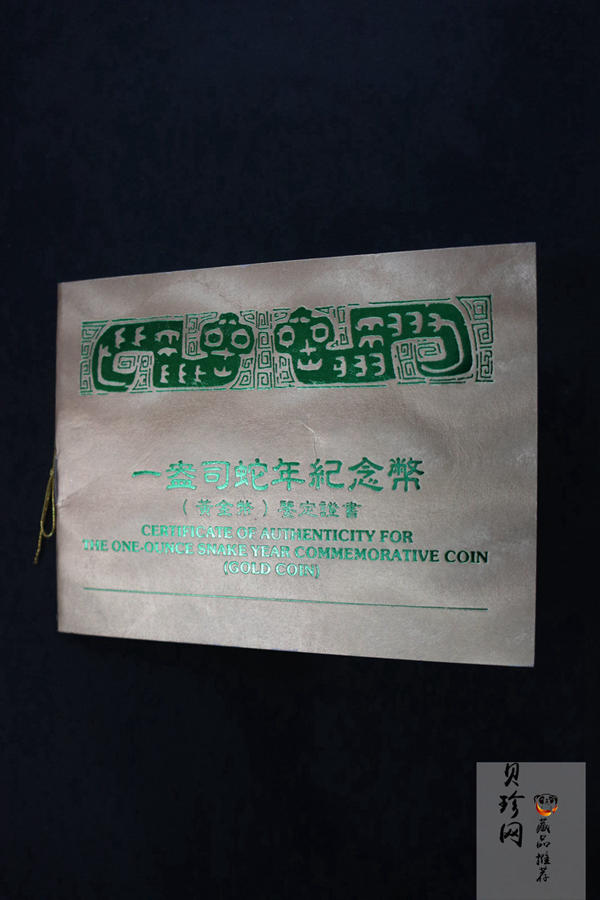 一盎司蛇年紀念幣
（黃金幣）鑒定證書
CERTIFICATE OF AUTHENTICITY FOR
THE ONE-OUNCE SNAKE YEAR COMMEMORATIVE COIN
(GOLD COIN)
贝珍网
藏品推荐